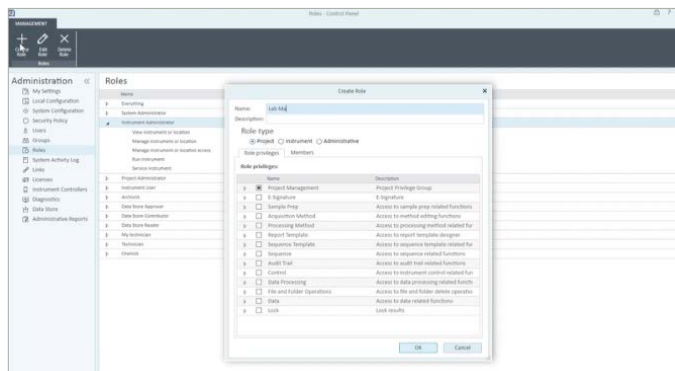 Roles - Control Panel
MANAGEMENT
Create Role
Edit Role
Delete Role
Roles
Administration
My Settings
Local Configuration
System Configuration
Security Policy
Users
Groups
Roles
System Activity Log
Links
Licenses
Instrument Controllers
Diagnostics
Data Store
Administrative Reports
Roles
Name
Everything
System Administrator
Instrument Administrator
View instrument or location
Manage instrument or location
Manage instrument or location access
Run instrument
Service instrument
Project Administrator
Instrument User
Archivist
Data Store Approver
Data Store Contributor
Data Store Reader
My technician
Technician
Chemist
Create Role
Name: Lab Ma
Description:
Role type
Project Instrument Administrative
Role privileges Members
Role privileges
Name Description
Project Management Project Privilege Group
E-Signature E-Signature
Sample Prep Access to sample prep related functions
Acquisition Method Access to method editing functions
Processing Method Access to processing method related fur
Report Template Access to report template designer
Sequence Template Access to sequence template related fur
Sequence Access to sequence related functions
Audit Trail Access to audit trail related functions
Control Access to instrument control related fun
Data Processing Access to data processing related functi
File and Folder Operations Access to file and folder delete operatio
Data Access to data related functions
Lock Lock results
OK Cancel